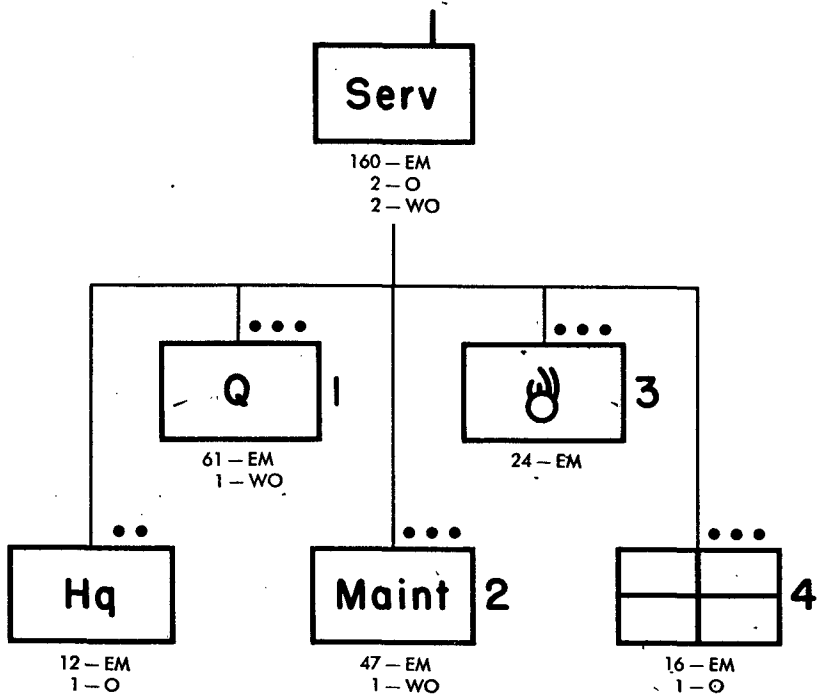 Serv
160 — EM
2 — O
2 — WO
Q 1
61 — EM
1 — WO
3
24 — EM
Hq
12 — EM
1 — O
Maint 2
47 — EM
1 — WO
4
16 — EM
1 — O